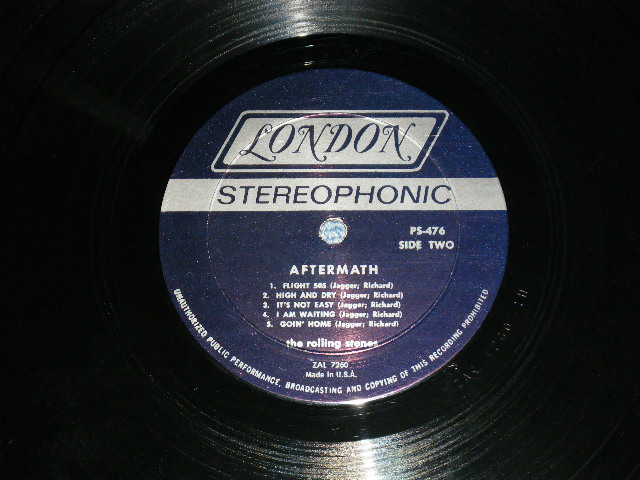 LONDON
STEREOPHONIC
PS-476
SIDE TWO
AFTERMATH
1. FLIGHT 505 (Jagger; Richard)
2. HIGH AND DRY (Jagger; Richard)
3. IT'S NOT EASY (Jagger; Richard)
4. I AM WAITING (Jagger; Richard)
5. GOIN' HOME (Jagger; Richard)
the rolling stones
ZAL 7260
Made in U.S.A.
UNAUTHORIZED PUBLIC PERFORMANCE, BROADCASTING AND COPYING OF THIS RECORDING PROHIBITED